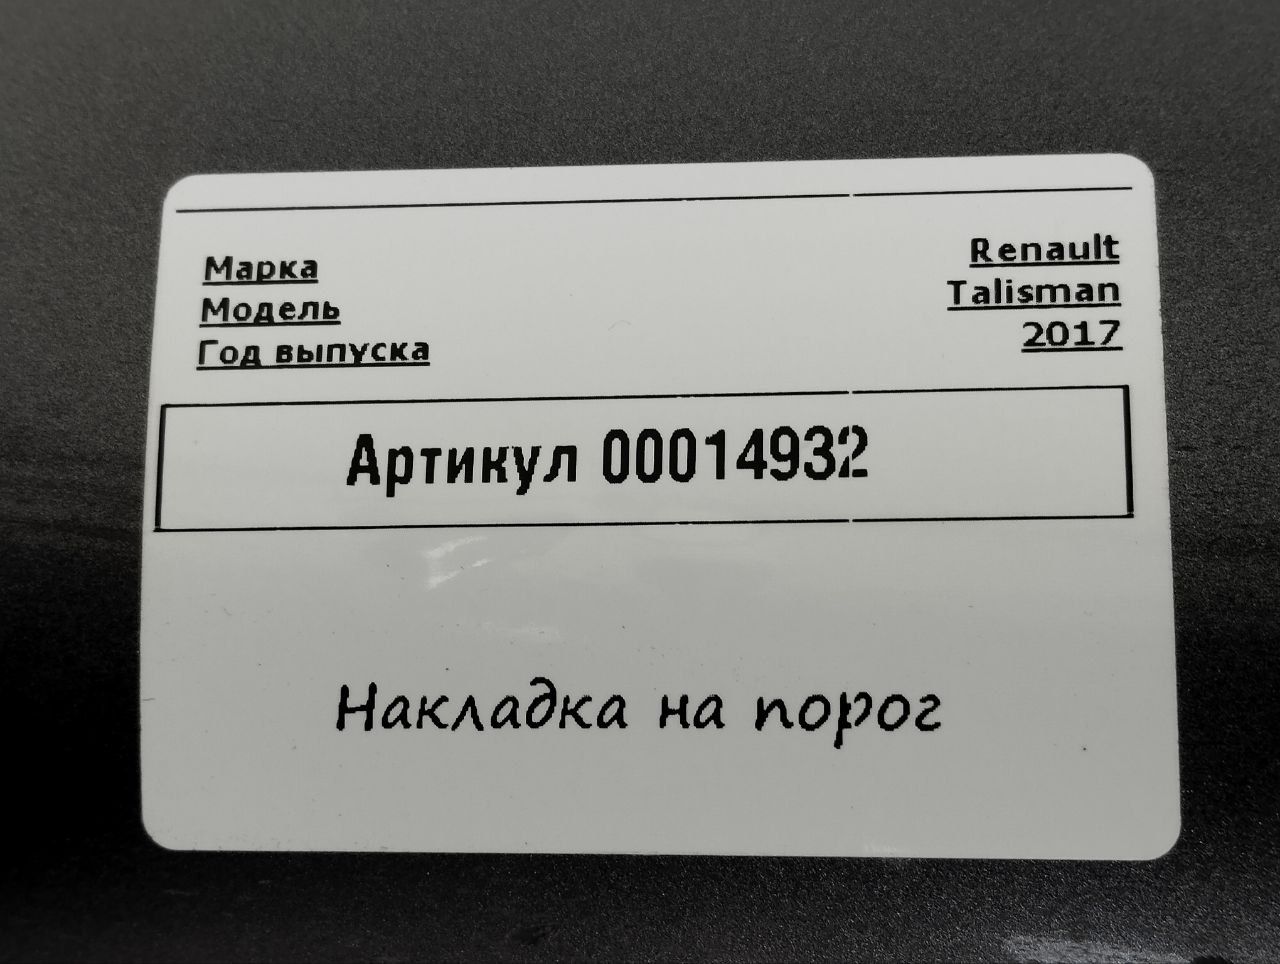 Марка Renault
Модель Talisman
Год выпуска 2017
Артикул 00014932
Накладка на порог